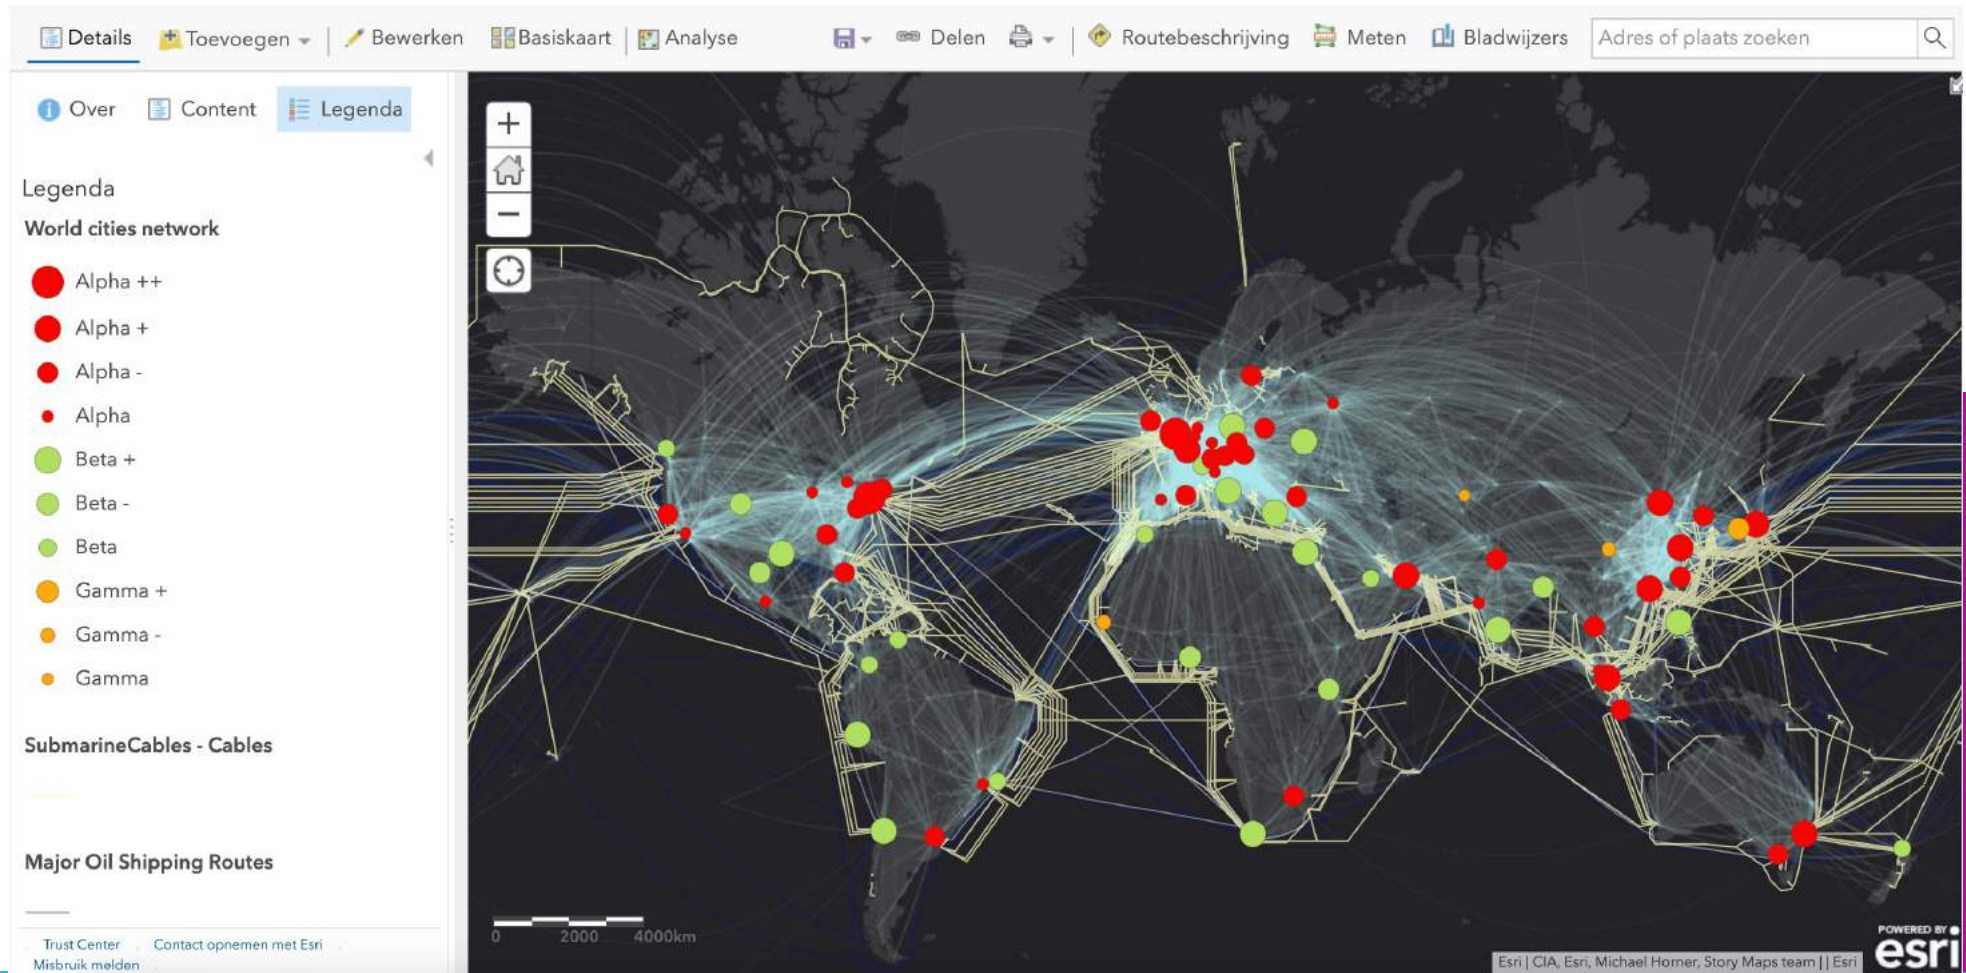 Details Toevoegen Bewerken Basiskaart Analyse Delen Routebeschrijving Meten Bladwijzers Adres of plaats zoeken
Over Content Legenda
Legenda
World cities network
Alpha ++
Alpha +
Alpha -
Alpha
Beta +
Beta -
Beta
Gamma +
Gamma -
Gamma
SubmarineCables - Cables
Major Oil Shipping Routes
Trust Center Contact opnemen met Esri
Misbruik melden
0 2000 4000km
POWERED BY
esri
Esri | CIA, Esri, Michael Horner, Story Maps team | | Esri